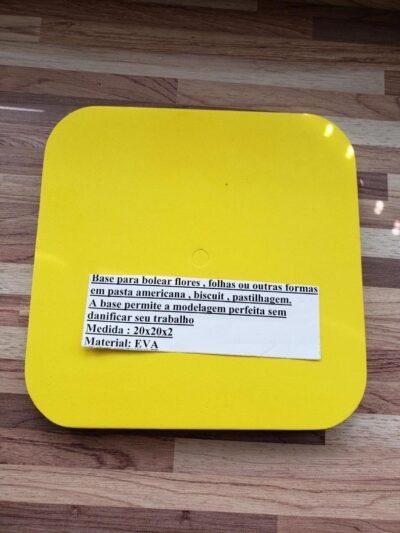 Base para bolear flores , folhas ou outras formas
em pasta americana , biscuit , pastilhagem.
A base permite a modelagem perfeita sem
danificar seu trabalho
Medida : 20x20x2
Material: EVA